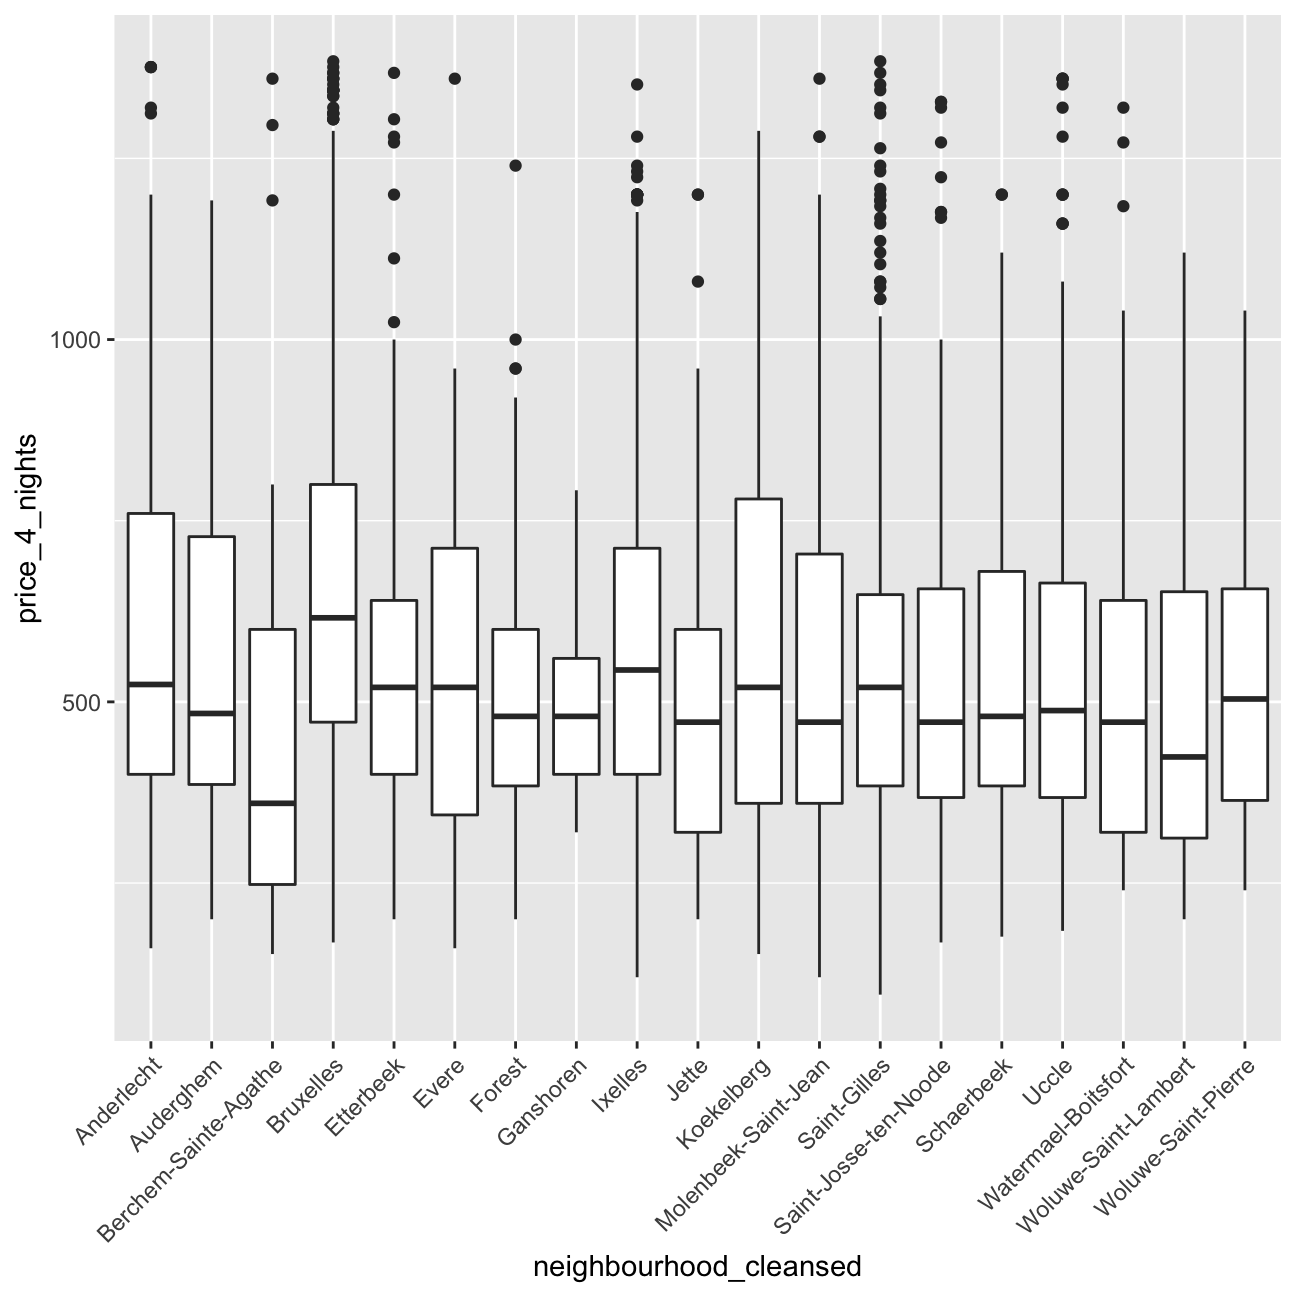 price_4_nights
1000
500
Anderlecht
Auderghem
Berchem-Sainte-Agathe
Bruxelles
Etterbeek
Evere
Forest
Ganshoren
Ixelles
Jette
Koekelberg
Molenbeek-Saint-Jean
Saint-Gilles
Saint-Josse-ten-Noode
Schaerbeek
Uccle
Watermael-Boitsfort
Woluwe-Saint-Lambert
Woluwe-Saint-Pierre
neighbourhood_cleansed